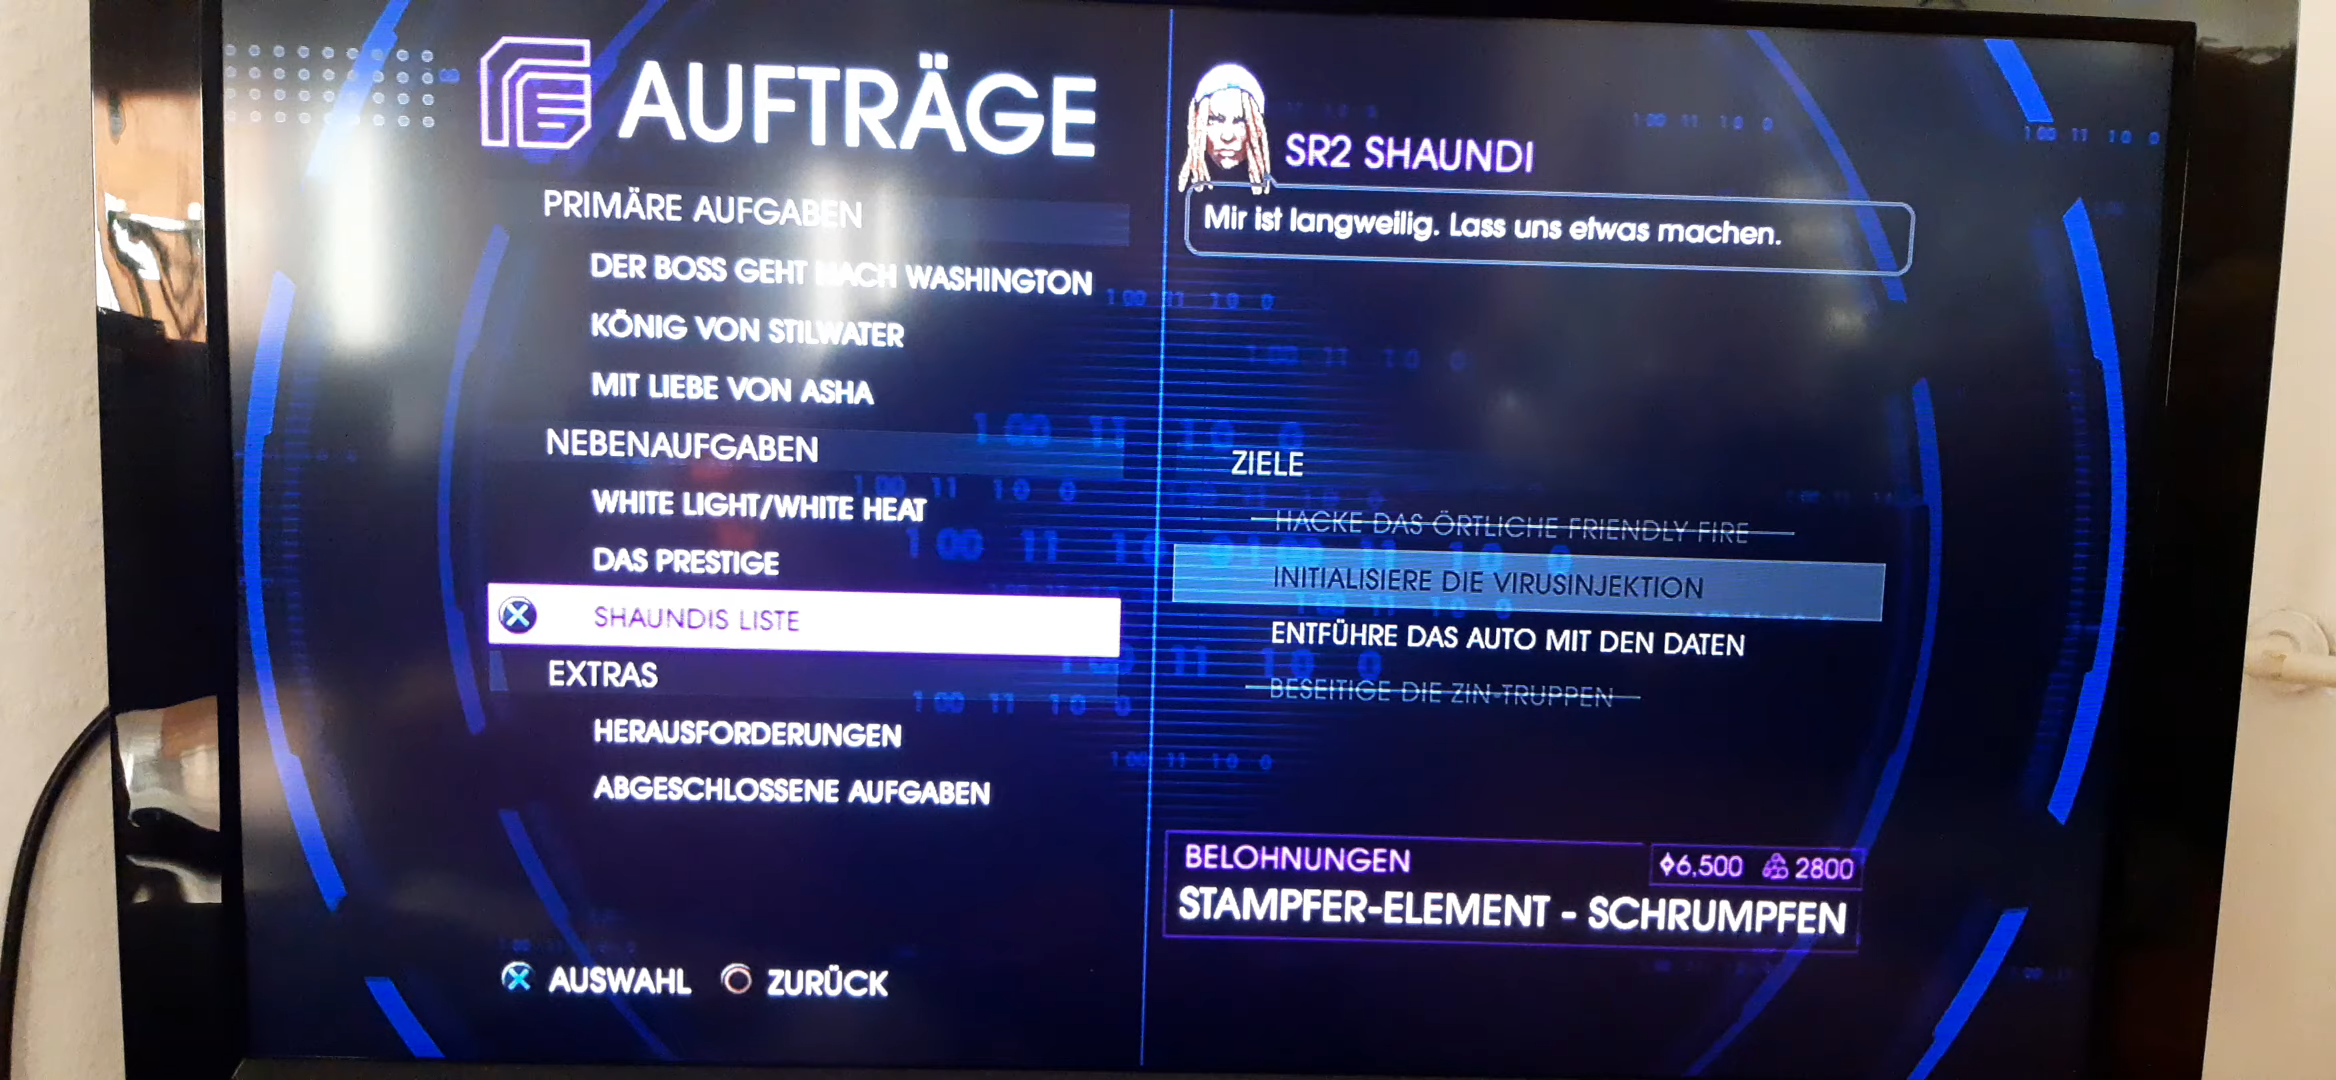 AUFTRÄGE
PRIMÄRE AUFGABEN
DER BOSS GEHT NACH WASHINGTON
KÖNIG VON STILWATER
MIT LIEBE VON ASHA
NEBENAUFGABEN
WHITE LIGHT/WHITE HEAT
DAS PRESTIGE
SHAUNDIS LISTE
EXTRAS
HERAUSFORDERUNGEN
ABGESCHLOSSENE AUFGABEN
AUSWAHL ZURÜCK
SR2 SHAUNDI
Mir ist langweilig. Lass uns etwas machen.
ZIELE
HACKE DAS ÖRTLICHE FRIENDLY FIRE
INITIALISIERE DIE VIRUSINJEKTION
ENTFÜHRE DAS AUTO MIT DEN DATEN
BESEITIGE DIE ZIN-TRUPPEN
BELOHNUNGEN 6,500 2800
STAMPFER-ELEMENT - SCHRUMPFEN